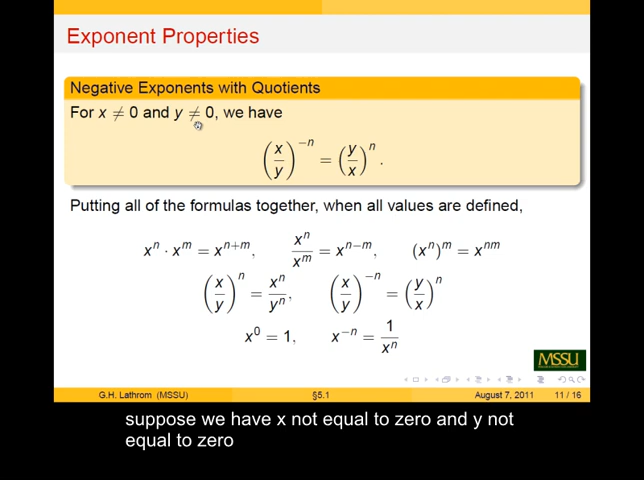 Exponent Properties
Negative Exponents with Quotients
For x ≠ 0 and y ≠ 0, we have
(x/y)^{-n} = (y/x)^n .
Putting all of the formulas together, when all values are defined,
x^n · x^m = x^{n+m}, x^n/x^m = x^{n-m}, (x^n)^m = x^{nm}
(x/y)^n = x^n/y^n, (x/y)^{-n} = (y/x)^n
x^0 = 1, x^{-n} = 1/x^n
MSSU
G.H. Lathrom (MSSU) §5.1 August 7, 2011 11 / 16
suppose we have x not equal to zero and y not
equal to zero